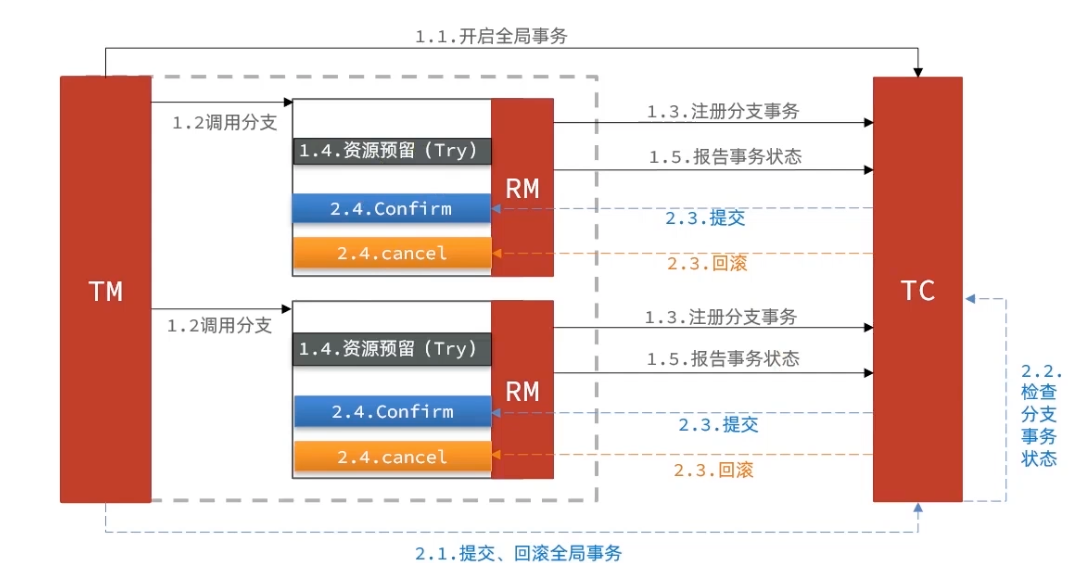 1.1.开启全局事务
1.2调用分支
1.3.注册分支事务
1.4.资源预留（Try）
1.5.报告事务状态
RM
2.4.Confirm
2.3.提交
2.4.cancel
2.3.回滚
TM
TC
1.2调用分支
1.3.注册分支事务
1.4.资源预留（Try）
1.5.报告事务状态
RM
2.4.Confirm
2.3.提交
2.4.cancel
2.3.回滚
2.2.
检查
分支
事务
状态
2.1.提交、回滚全局事务